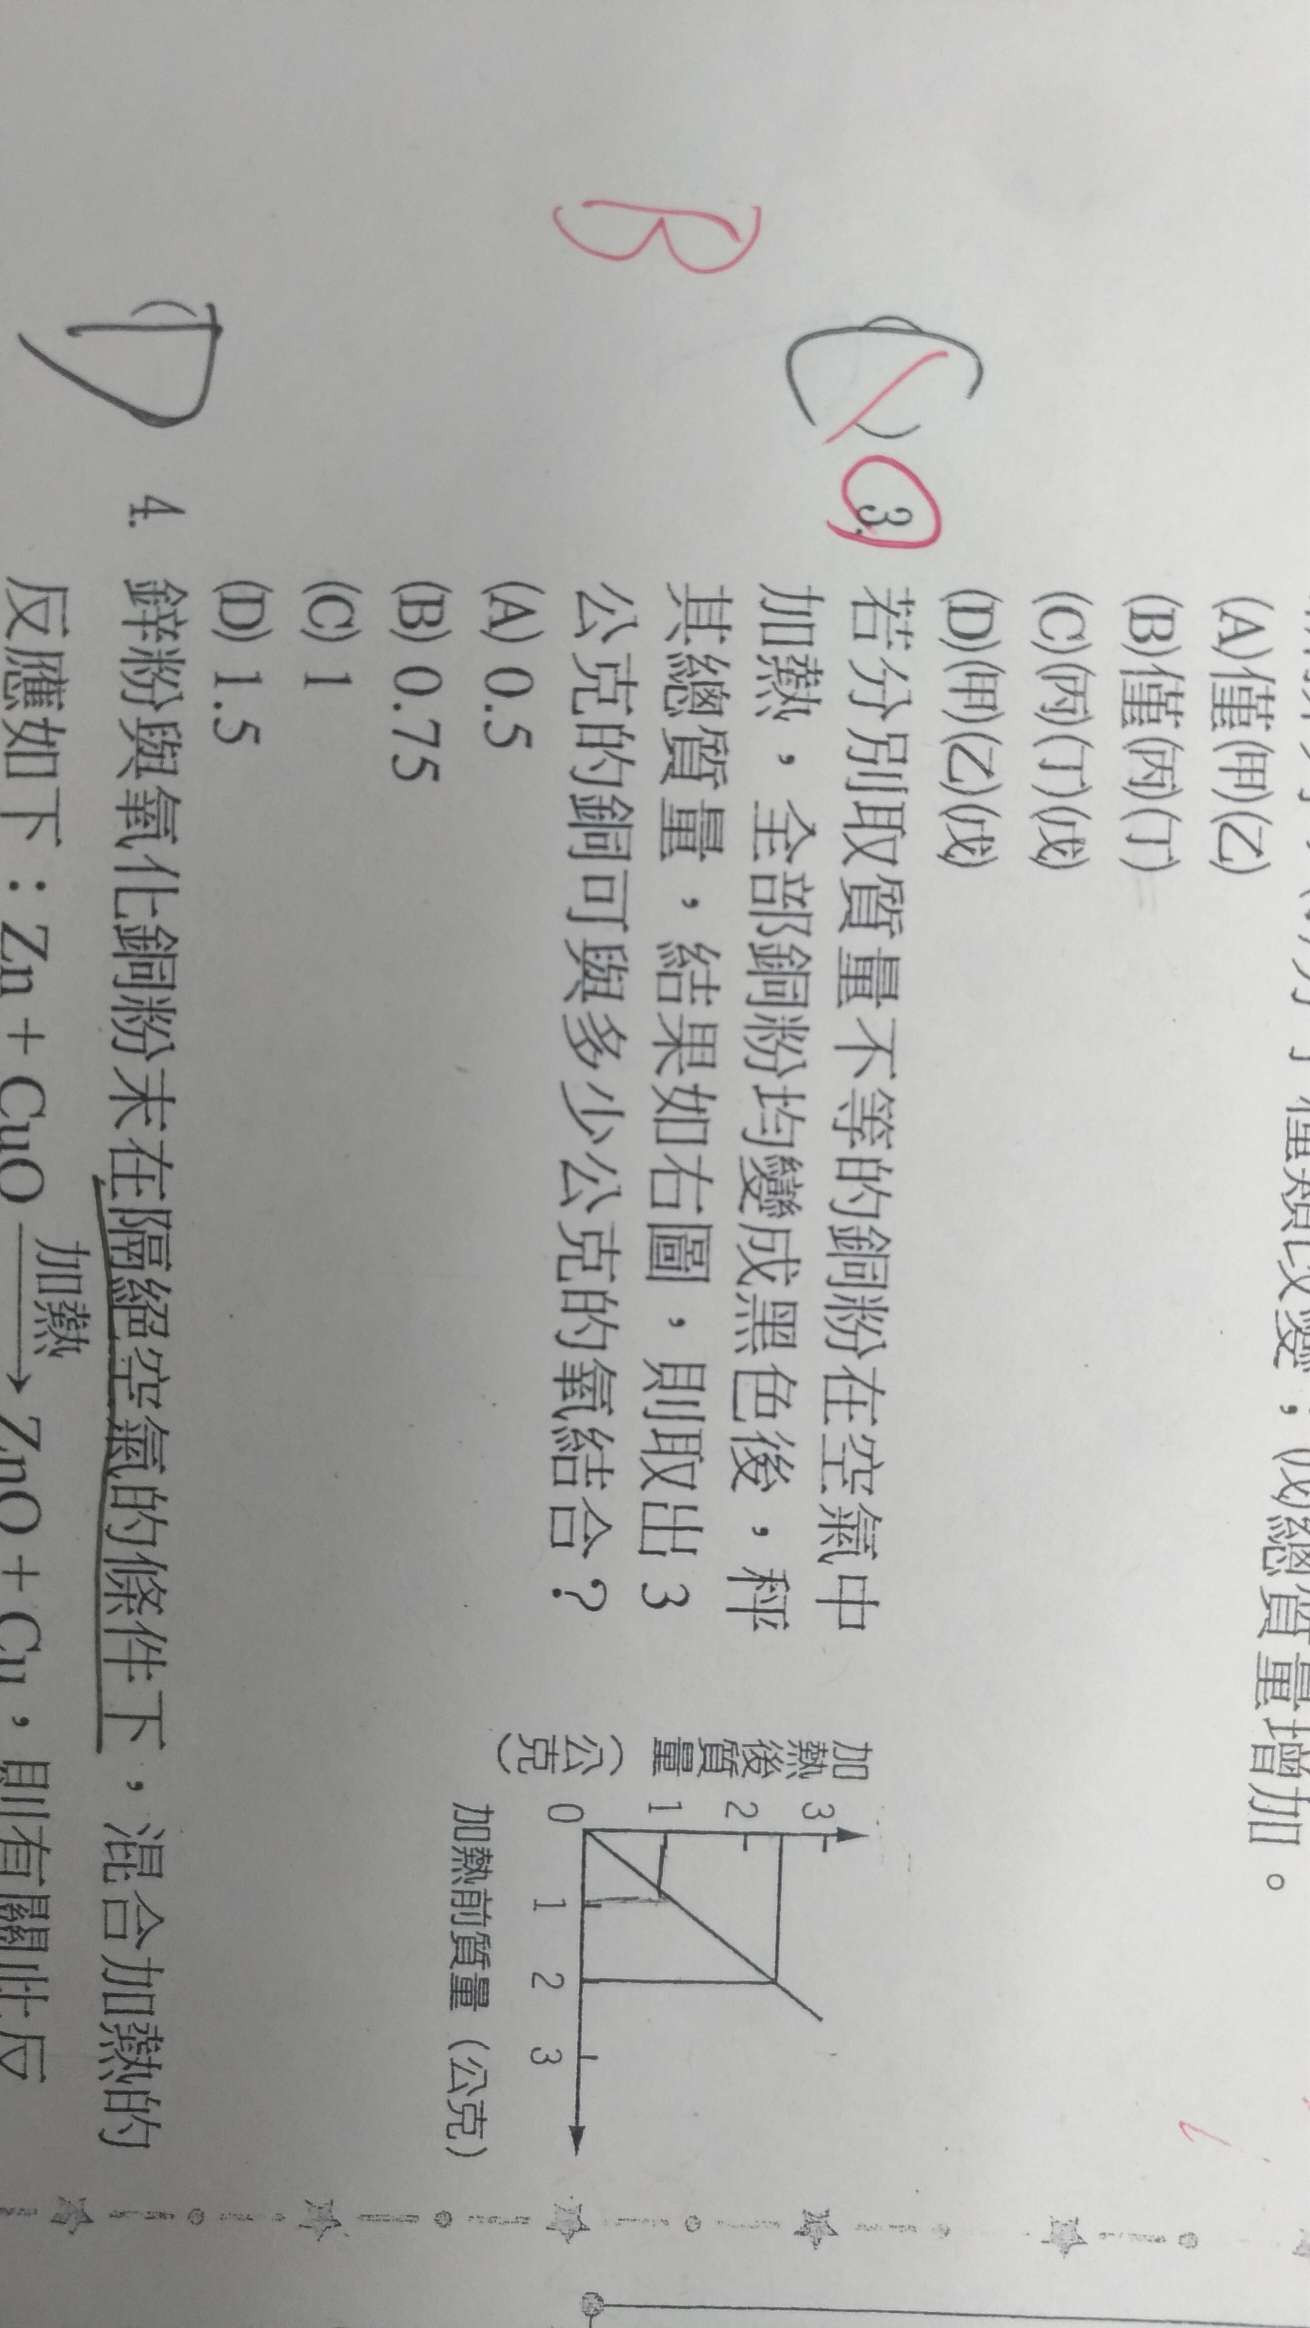 (A)僅(甲)(乙)
(B)僅(丙)(丁)
(C)(丙)(丁)(戊)
(D)(甲)(乙)(戊)
種類改變，(戊)總質量增加。
B
C 3.
若分別取質量不等的銅粉在空氣中
加熱，全部銅粉均變成黑色後，秤
其總質量，結果如右圖，則取出3
公克的銅可與多少公克的氧結合？
(A) 0.5
(B) 0.75
(C) 1
(D) 1.5
加熱後質量（公克）
3
2
1
0
1 2 3
加熱前質量（公克）
D 4. 鋅粉與氧化銅粉末在隔絕空氣的條件下，混合加熱的
反應如下：Zn + CuO 加熱→ ZnO + Cu，則有關此反